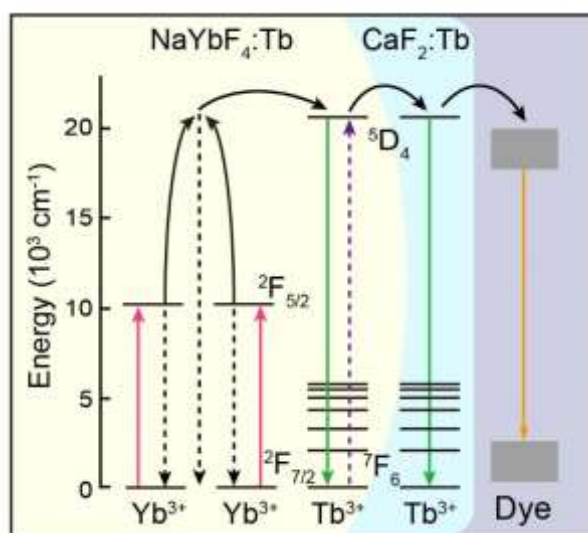 NaYbF₄:Tb
CaF₂:Tb
Energy (10³ cm⁻¹)
20
15
10
5
0
⁵D₄
²F₅/₂
²F₇/₂
⁷F₆
Yb³⁺
Yb³⁺
Tb³⁺
Tb³⁺
Dye